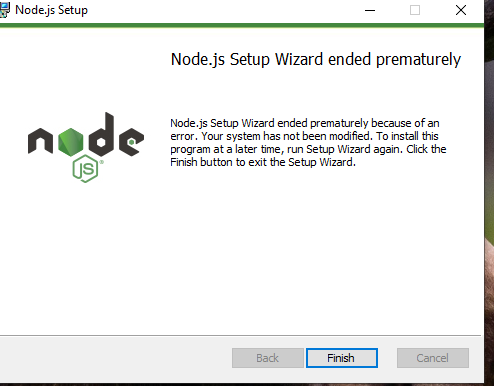 Node.js Setup
Node.js Setup Wizard ended prematurely
node
JS
Node.js Setup Wizard ended prematurely because of an
error. Your system has not been modified. To install this
program at a later time, run Setup Wizard again. Click the
Finish button to exit the Setup Wizard.
Back Finish Cancel